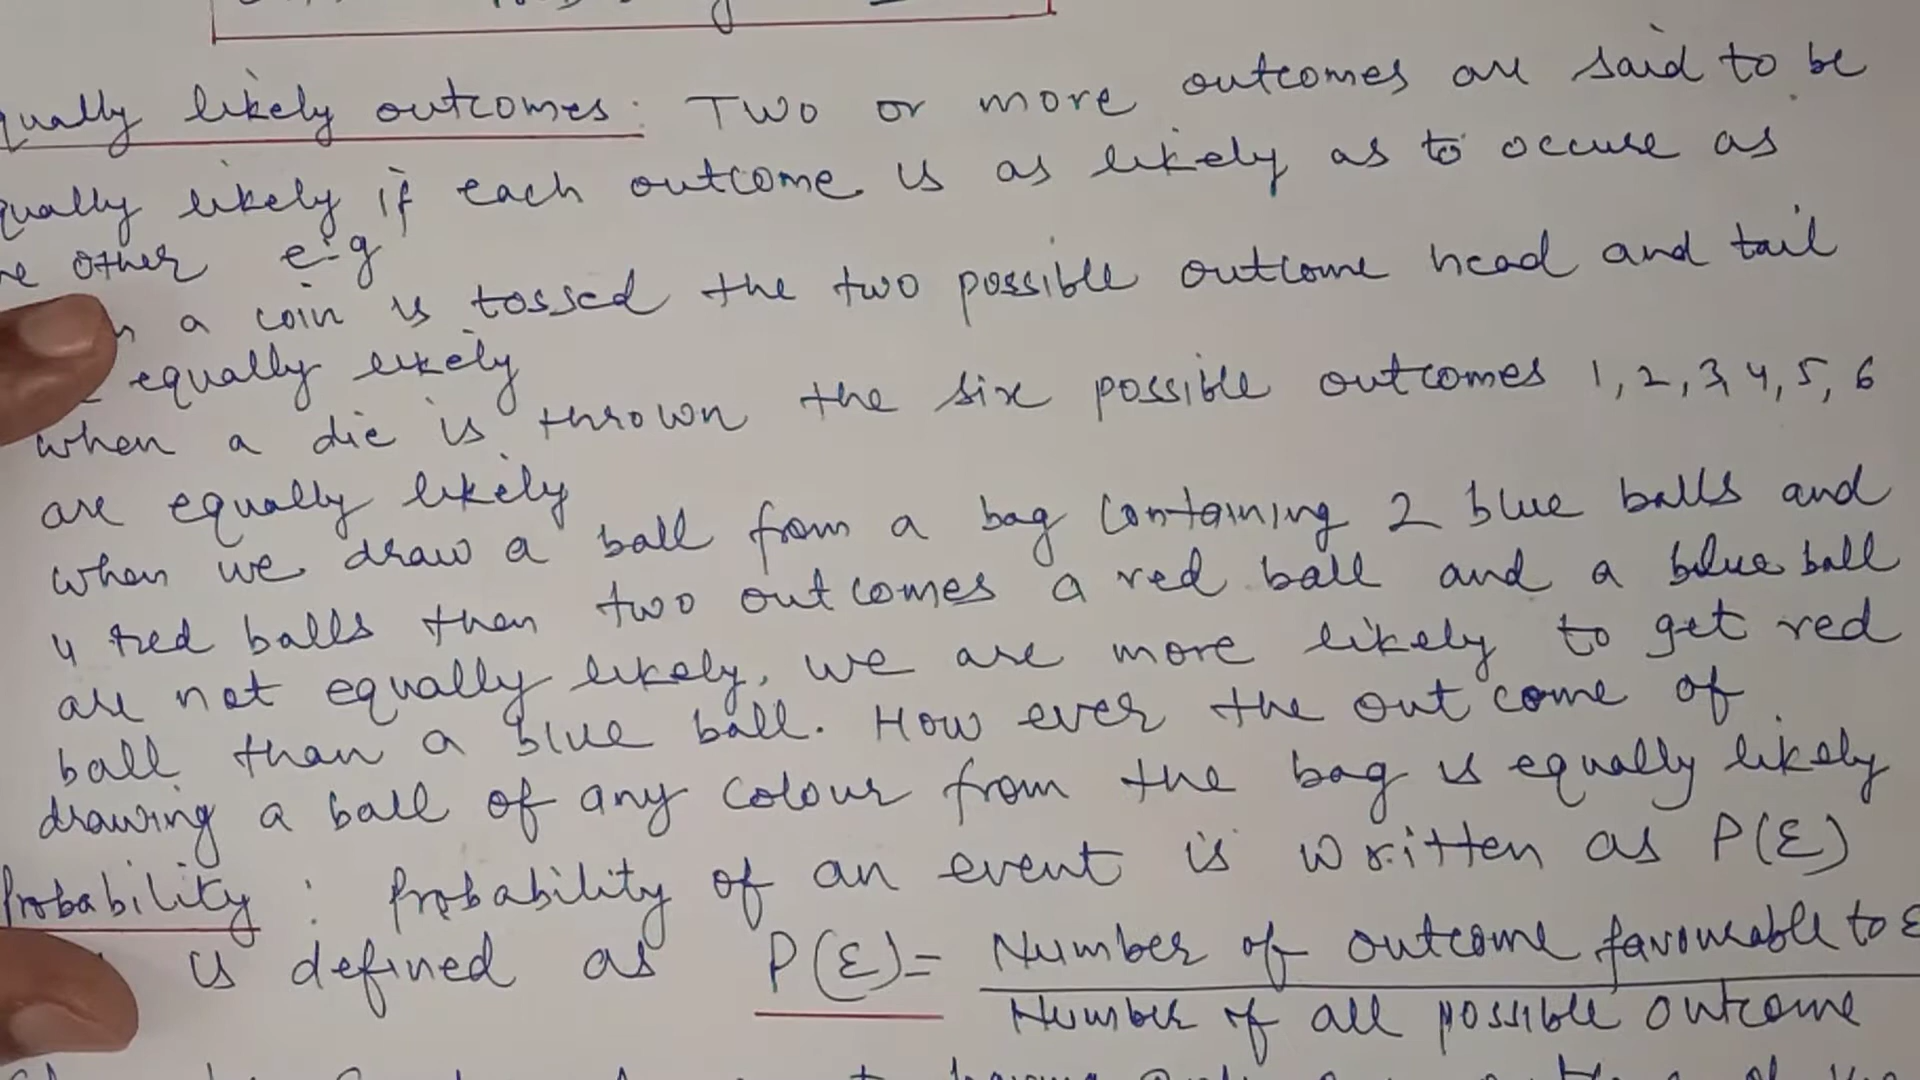 qually likely outcomes: Two or more outcomes are said to be
qually likely if each outcome is as likely as to occure as
other e.g
a coin is tossed the two possible outcome head and tail
equally likely
when a die is thrown the six possible outcomes 1, 2, 3, 4, 5, 6
are equally likely
when we draw a ball from a bag containing 2 blue balls and
4 red balls then two outcomes a red ball and a blue ball
are not equally likely, we are more likely to get red
ball than a blue ball. How ever the out come of
drawing a ball of any colour from the bag is equally likely
Probability: Probability of an event is written as P(E)
is defined as P(E) = Number of outcome favourable to E
Number of all possible outcome